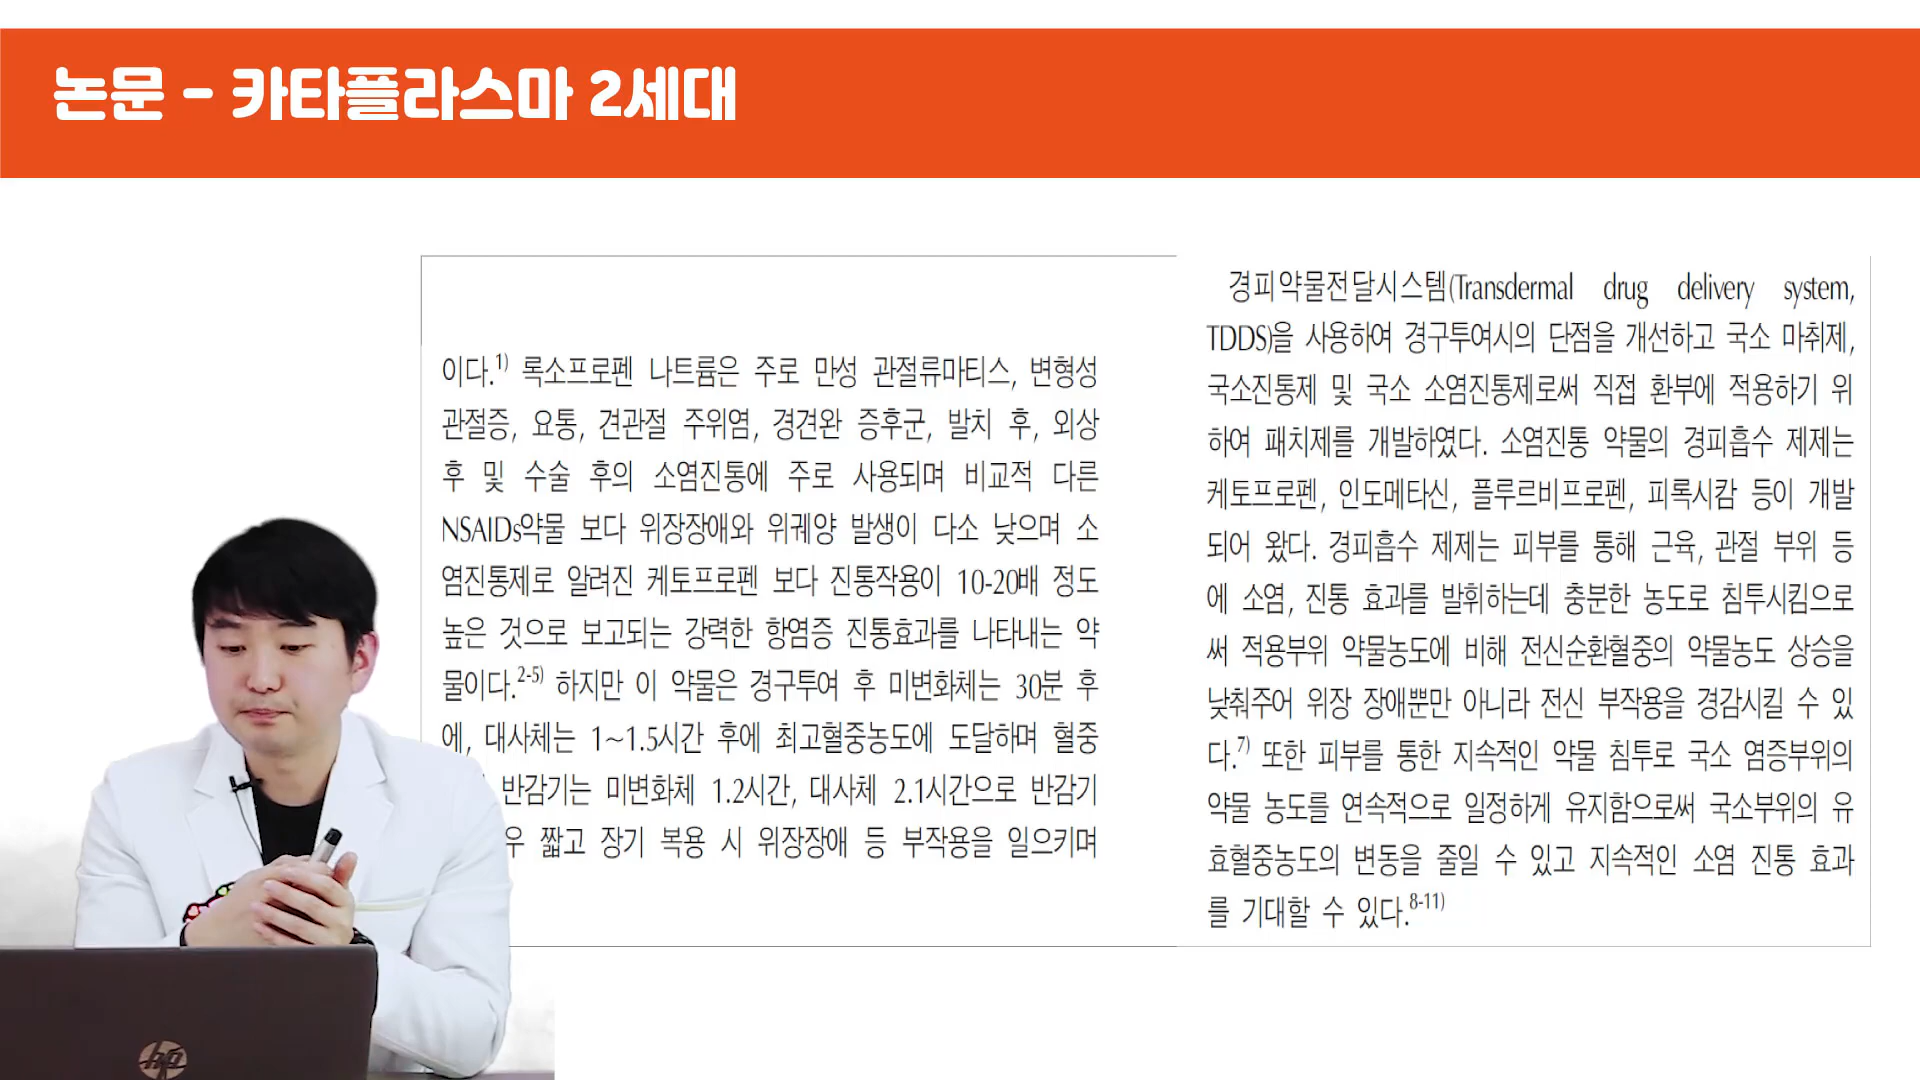 논문 - 카타플라스마 2세대
이다.1) 록소프로펜 나트륨은 주로 만성 관절류마티스, 변형성
관절증, 요통, 견관절 주위염, 경견완 증후군, 발치 후, 외상
후 및 수술 후의 소염진통에 주로 사용되며 비교적 다른
NSAIDs약물 보다 위장장애와 위궤양 발생이 다소 낮으며 소
염진통제로 알려진 케토프로펜 보다 진통작용이 10-20배 정도
높은 것으로 보고되는 강력한 항염증 진통효과를 나타내는 약
물이다.2-5) 하지만 이 약물은 경구투여 후 미변화체는 30분 후
에, 대사체는 1~1.5시간 후에 최고혈중농도에 도달하며 혈중
반감기는 미변화체 1.2시간, 대사체 2.1시간으로 반감기
우 짧고 장기 복용 시 위장장애 등 부작용을 일으키며
경피약물전달시스템(Transdermal drug delivery system,
TDDS)을 사용하여 경구투여시의 단점을 개선하고 국소 마취제,
국소진통제 및 국소 소염진통제로써 직접 환부에 적용하기 위
하여 패치제를 개발하였다. 소염진통 약물의 경피흡수 제제는
케토프로펜, 인도메타신, 플루르비프로펜, 피록시캄 등이 개발
되어 왔다. 경피흡수 제제는 피부를 통해 근육, 관절 부위 등
에 소염, 진통 효과를 발휘하는데 충분한 농도로 침투시킴으로
써 적용부위 약물농도에 비해 전신순환혈중의 약물농도 상승을
낮춰주어 위장 장애뿐만 아니라 전신 부작용을 경감시킬 수 있
다.7) 또한 피부를 통한 지속적인 약물 침투로 국소 염증부위의
약물 농도를 연속적으로 일정하게 유지함으로써 국소부위의 유
효혈중농도의 변동을 줄일 수 있고 지속적인 소염 진통 효과
를 기대할 수 있다.8-11)
hp